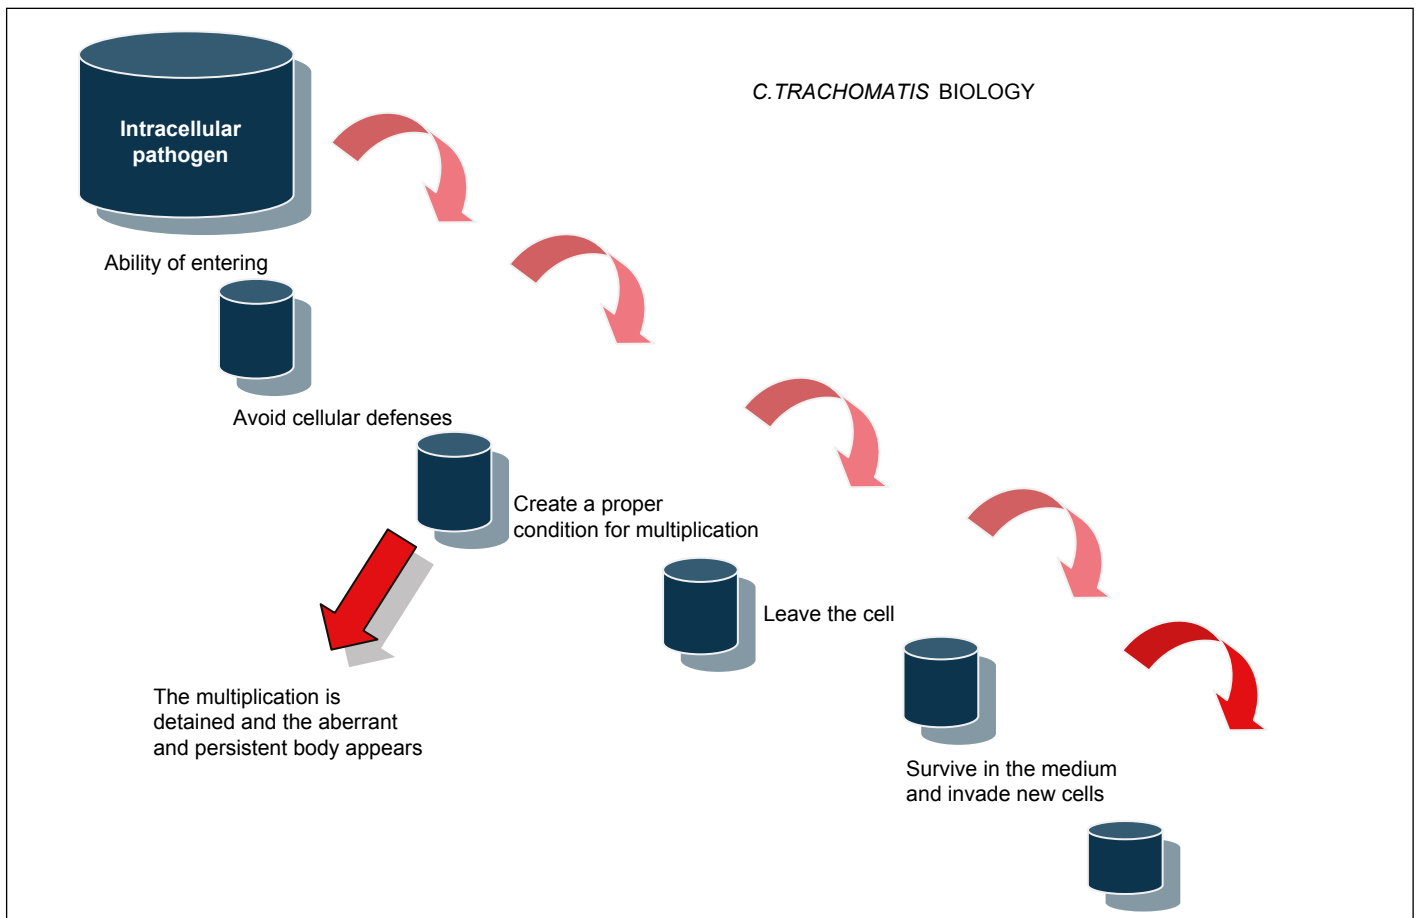 C.TRACHOMATIS BIOLOGY
Intracellular
pathogen
Ability of entering
Avoid cellular defenses
Create a proper
condition for multiplication
Leave the cell
The multiplication is
detained and the aberrant
and persistent body appears
Survive in the medium
and invade new cells